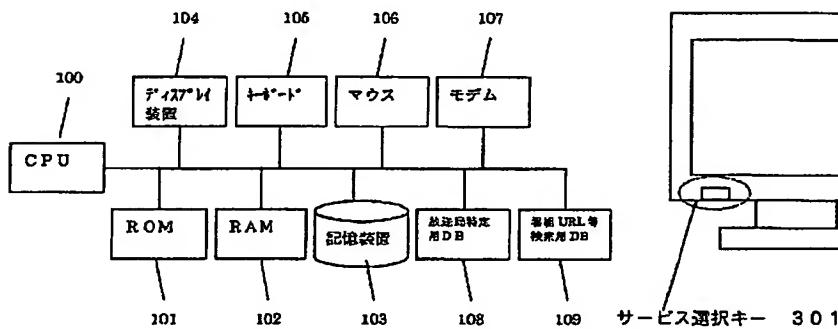 104
105
106
107
100
ディスプレイ
装置
キーボード
マウス
モデム
CPU
ROM
RAM
記憶装置
放送局特定
用DB
番組URL等
検索用DB
101
102
103
108
109
サービス選択キー 301